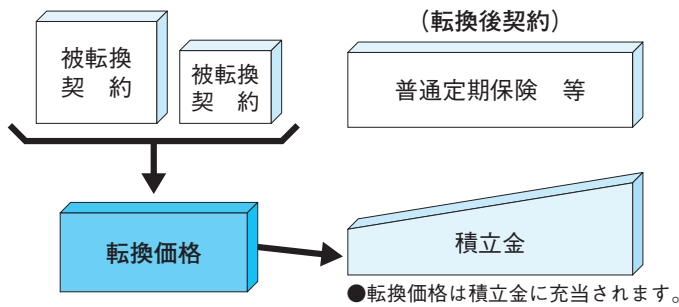 被転換
契　約
被転換
契　約
(転換後契約)
普通定期保険　等
転換価格
積立金
●転換価格は積立金に充当されます。